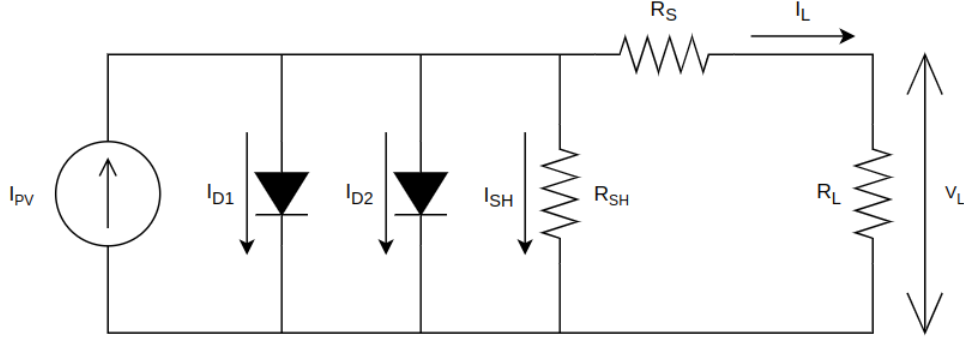 R_S
I_L
I_PV
I_D1
I_D2
I_SH
R_SH
R_L
V_L